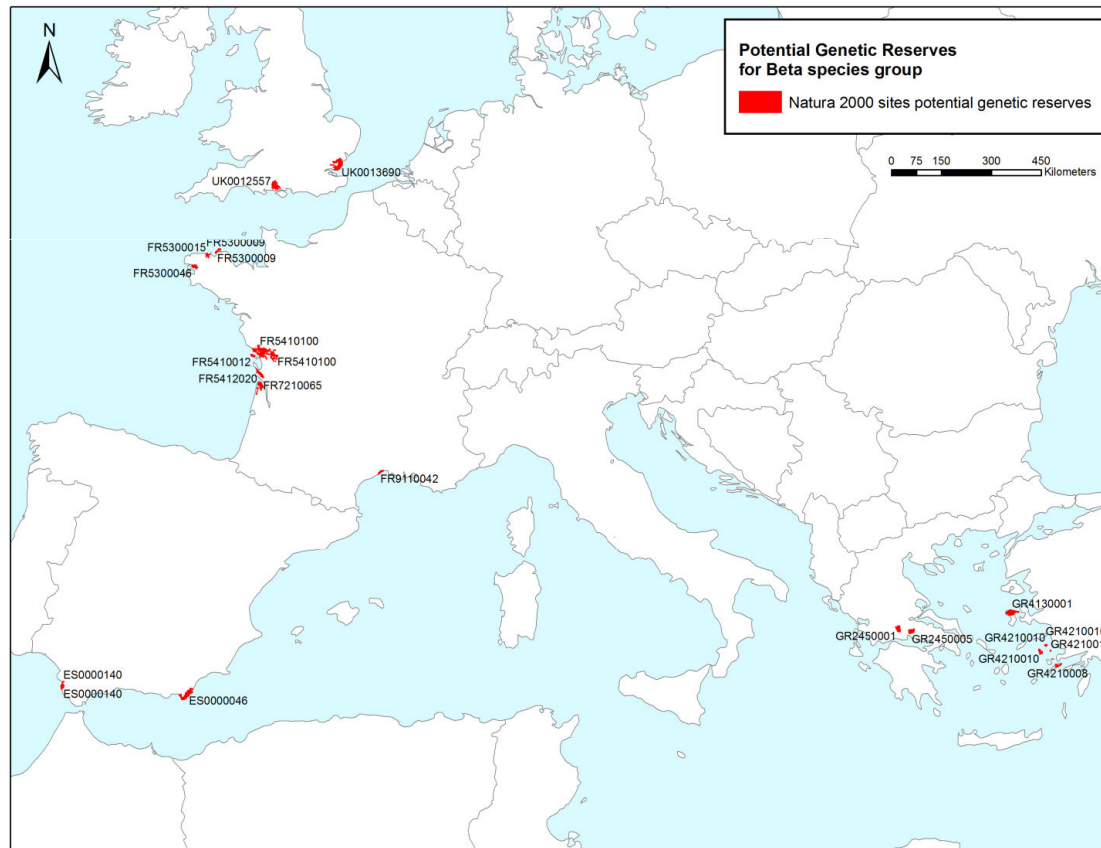 N
Potential Genetic Reserves
for Beta species group
Natura 2000 sites potential genetic reserves
0 75 150 300 450
Kilometers
UK0013690
UK0012557
FR5300009
FR5300015
FR5300009
FR5300046
FR5410100
FR5410012
FR5410100
FR5412020
FR7210065
FR9110042
GR4130001
GR2450001
GR2450005
GR4210010
GR4210010
GR4210010
GR4210008
ES0000140
ES0000140
ES0000046